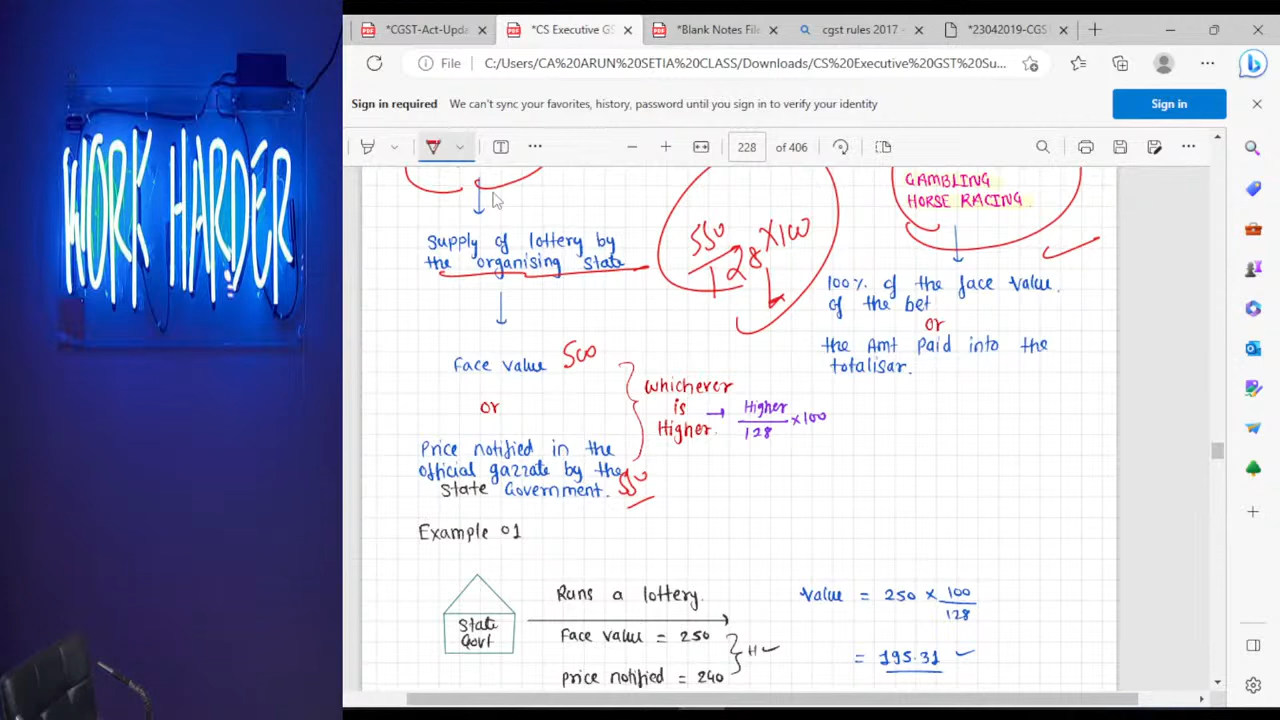 WORK HARDER
*CGST-Act-Upda
*CS Executive GS
*Blank Notes Fil
cgst rules 2017 -
*23042019-CGS
File
C:/Users/CA%20ARUN%20SETIA%20CLASS/Downloads/CS%20Executive%20GST%20Su...
Sign in required We can't sync your favorites, history, password until you sign in to verify your identity
Sign in
228 of 406
GAMBLING
HORSE RACING
Supply of lottery by
the organising state
550
128 X100
100% of the face value
of the bet
or
the Amt Paid into the
totalisar.
Face value 500
or
Price notified in the
official gazzate by the
State Government. 550
Whichever
is
Higher. → Higher
128 ×100
Example 01
State
Govt
Runs a lottery.
Face value = 250
price notified = 240
H
Value = 250 × 100
128
= 195.31